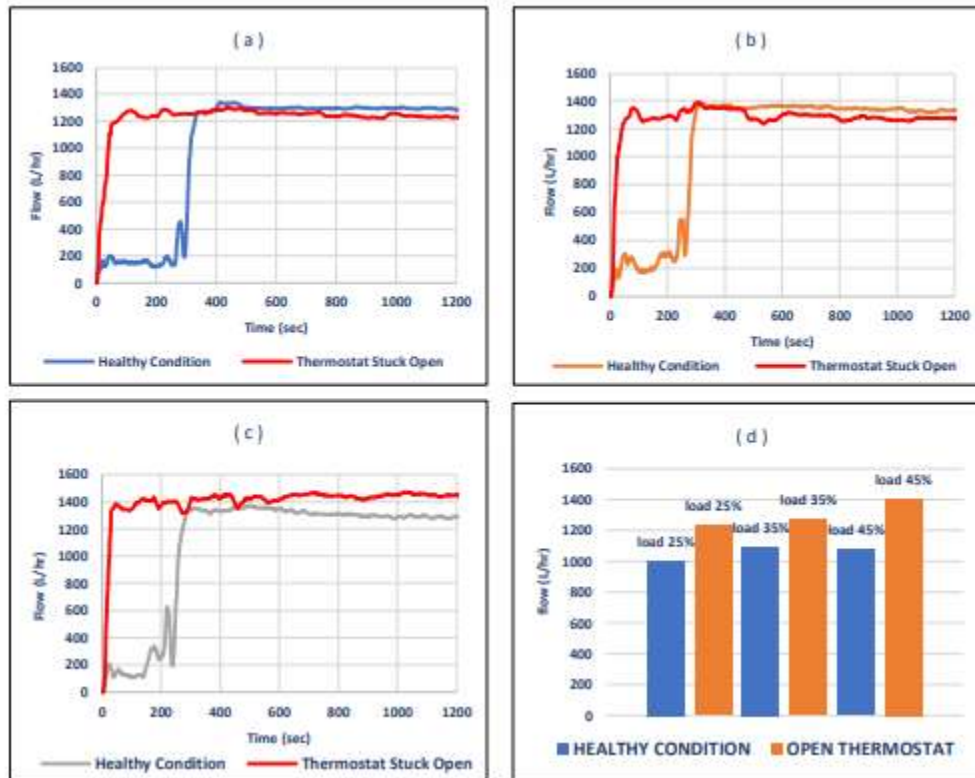 ( a )
1600
1400
1200
1000
800
600
400
200
0
Flow (L/hr)
0 200 400 600 800 1000 1200
Time (sec)
Healthy Condition Thermostat Stuck Open
( b )
1600
1400
1200
1000
800
600
400
200
0
Flow (L/hr)
0 200 400 600 800 1000 1200
Time (sec)
Healthy Condition Thermostat Stuck Open
( c )
1600
1400
1200
1000
800
600
400
200
0
Flow (L/hr)
0 200 400 600 800 1000 1200
Time (sec)
Healthy Condition Thermostat Stuck Open
( d )
1600
1400
1200
1000
800
600
400
200
0
flow (L/hr)
load 25% load 25% load 35% load 35% load 45% load 45%
HEALTHY CONDITION OPEN THERMOSTAT